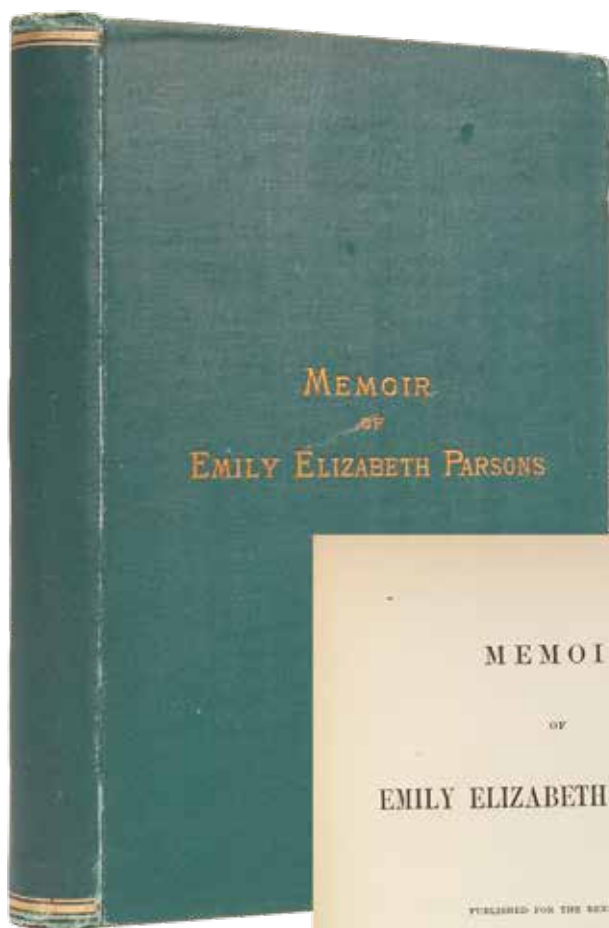 MEMOIR
OF
EMILY ELIZABETH PARSONS
MEMOI
OF
EMILY ELIZABETH
PUBLISHED FOR THE